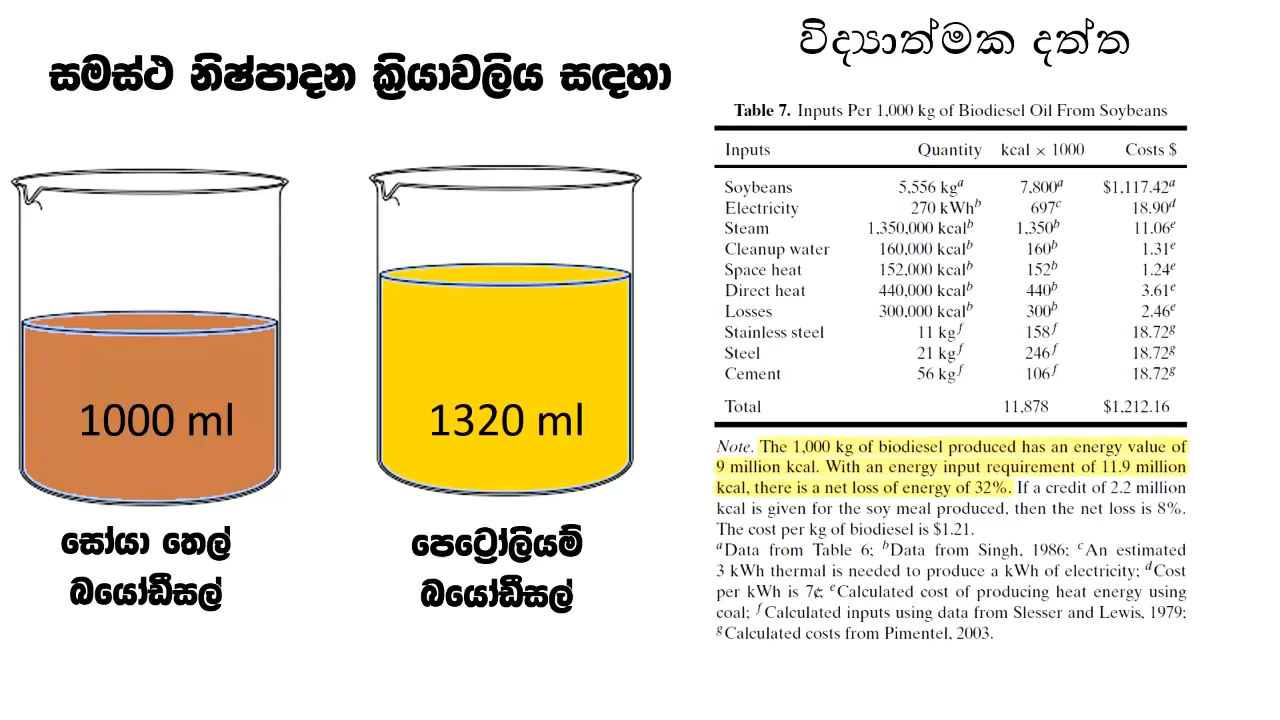 සමස්ථ නිෂ්පාදන ක්‍රියාවලිය සඳහා
1000 ml
1320 ml
සෝයා තෙල්
බයෝඩීසල්
පෙට්‍රෝලියම්
බයෝඩීසල්
විද්‍යාත්මක දත්ත
Table 7. Inputs Per 1,000 kg of Biodiesel Oil From Soybeans
Inputs Quantity kcal × 1000 Costs $
Soybeans 5,556 kgᵃ 7,800ᵃ $1,117.42ᵃ
Electricity 270 kWhᵇ 697ᶜ 18.90ᵈ
Steam 1,350,000 kcalᵇ 1,350ᵇ 11.06ᵉ
Cleanup water 160,000 kcalᵇ 160ᵇ 1.31ᵉ
Space heat 152,000 kcalᵇ 152ᵇ 1.24ᵉ
Direct heat 440,000 kcalᵇ 440ᵇ 3.61ᵉ
Losses 300,000 kcalᵇ 300ᵇ 2.46ᵉ
Stainless steel 11 kgᶠ 158ᶠ 18.72ᵍ
Steel 21 kgᶠ 246ᶠ 18.72ᵍ
Cement 56 kgᶠ 106ᶠ 18.72ᵍ
Total 11,878 $1,212.16
Note. The 1,000 kg of biodiesel produced has an energy value of
9 million kcal. With an energy input requirement of 11.9 million
kcal, there is a net loss of energy of 32%. If a credit of 2.2 million
kcal is given for the soy meal produced, then the net loss is 8%.
The cost per kg of biodiesel is $1.21.
ᵃData from Table 6; ᵇData from Singh, 1986; ᶜAn estimated
3 kWh thermal is needed to produce a kWh of electricity; ᵈCost
per kWh is 7¢; ᵉCalculated cost of producing heat energy using
coal; ᶠCalculated inputs using data from Slesser and Lewis, 1979;
ᵍCalculated costs from Pimentel, 2003.